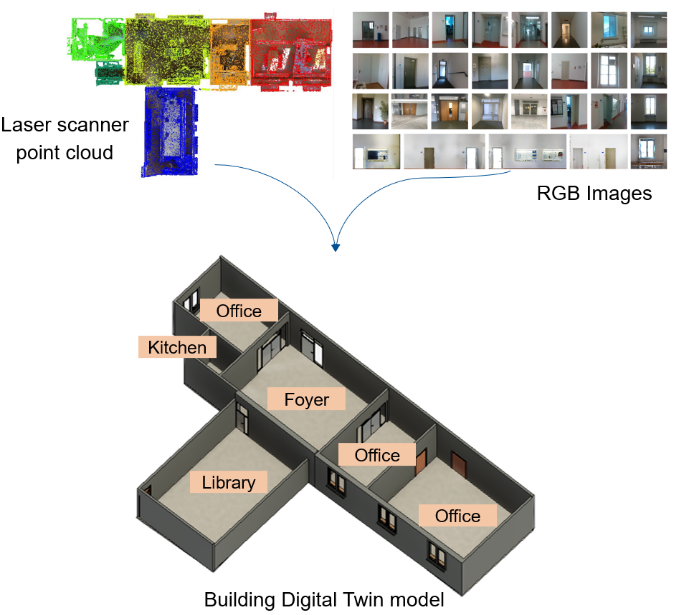 Laser scanner
point cloud
RGB Images
Office
Kitchen
Foyer
Office
Library
Office
Building Digital Twin model